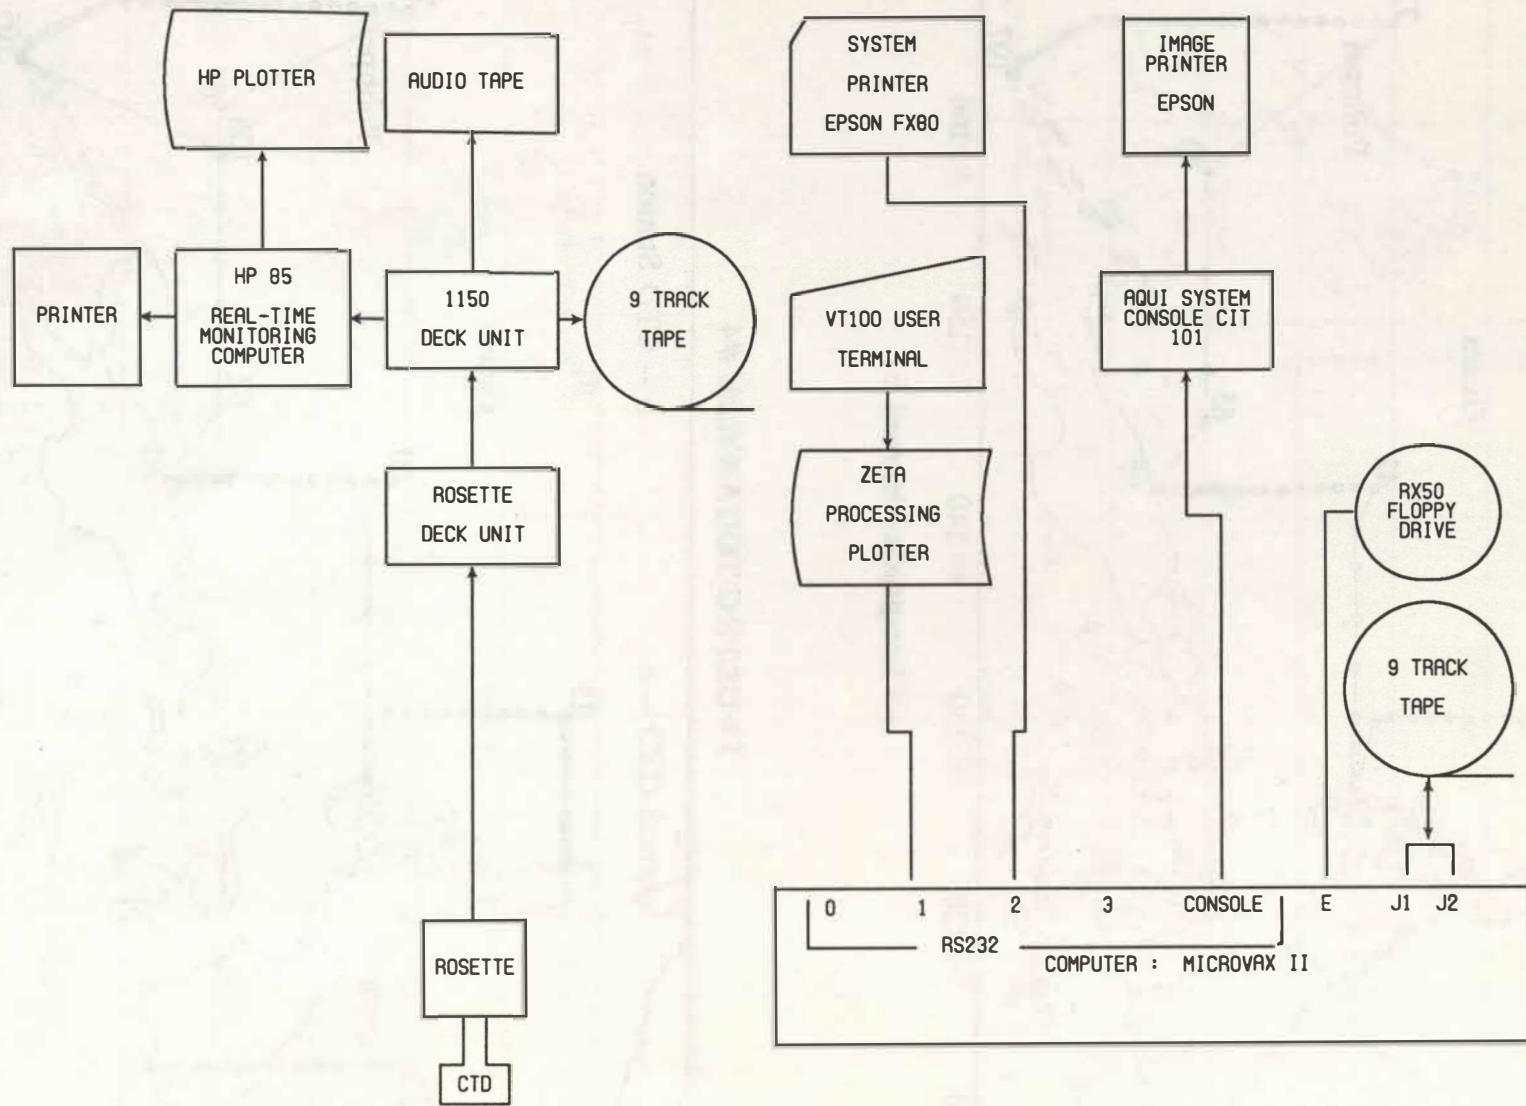 HP PLOTTER
AUDIO TAPE
SYSTEM
PRINTER
EPSON FX80
IMAGE
PRINTER
EPSON
PRINTER
HP 85
REAL-TIME
MONITORING
COMPUTER
1150
DECK UNIT
9 TRACK
TAPE
VT100 USER
TERMINAL
AQUI SYSTEM
CONSOLE CIT
101
ROSETTE
DECK UNIT
ZETA
PROCESSING
PLOTTER
RX50
FLOPPY
DRIVE
9 TRACK
TAPE
ROSETTE
CTD
0 1 2 3 CONSOLE E J1 J2
RS232
COMPUTER : MICROVAX II